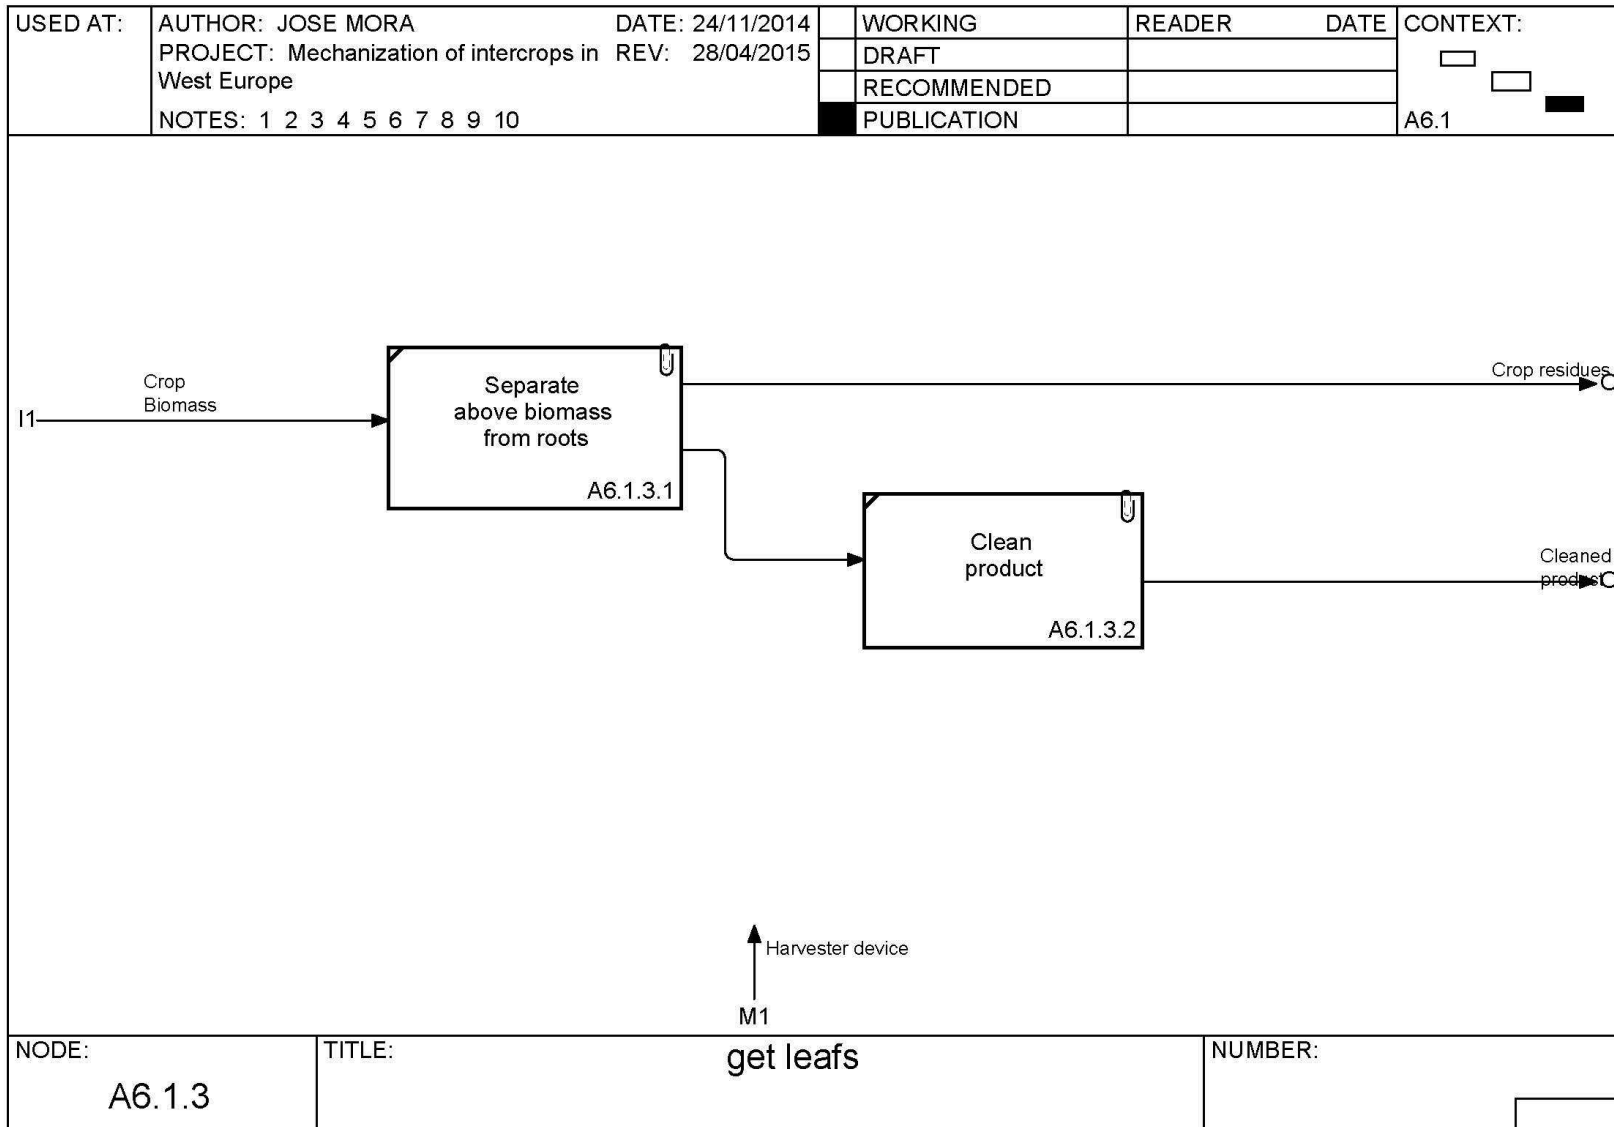 USED AT:
AUTHOR: JOSE MORA
DATE: 24/11/2014
PROJECT: Mechanization of intercrops in
REV: 28/04/2015
West Europe
NOTES: 1 2 3 4 5 6 7 8 9 10
WORKING
DRAFT
RECOMMENDED
PUBLICATION
READER DATE
CONTEXT:
A6.1
I1
Crop
Biomass
Separate
above biomass
from roots
A6.1.3.1
Crop residues
Clean
product
A6.1.3.2
Cleaned
product
Harvester device
M1
NODE:
A6.1.3
TITLE:
get leafs
NUMBER: